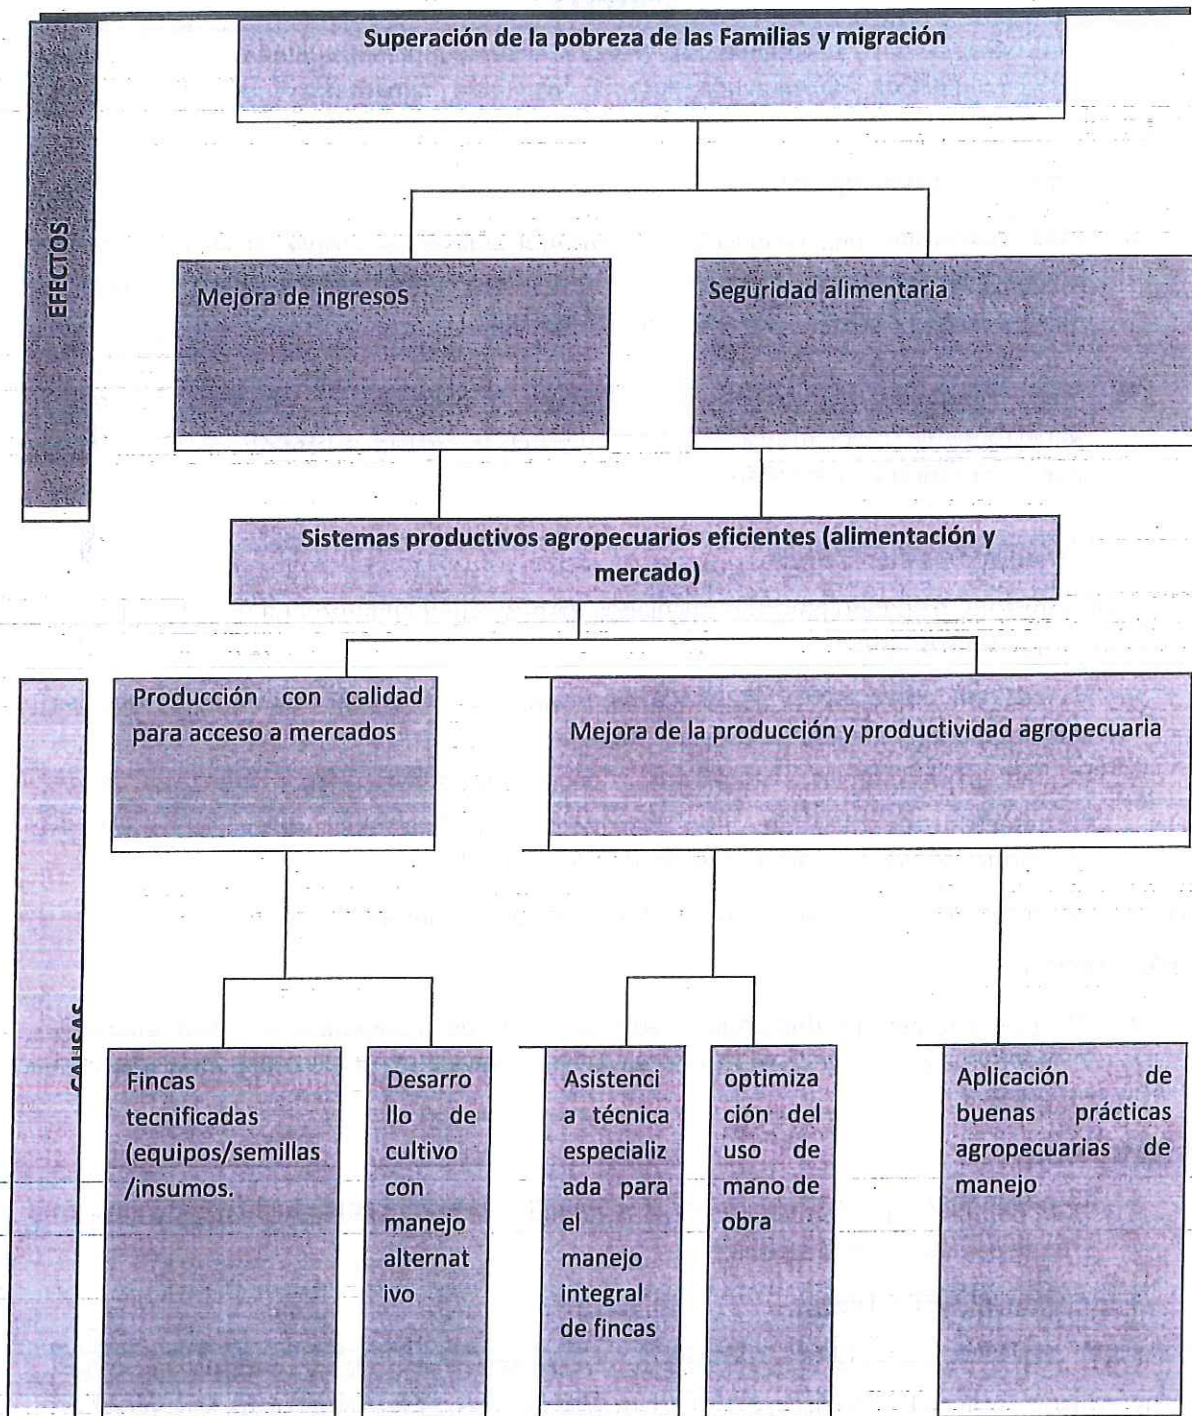 Superación de la pobreza de las Familias y migración
EFECTOS
Mejora de ingresos
Seguridad alimentaria
Sistemas productivos agropecuarios eficientes (alimentación y
mercado)
Producción con calidad
para acceso a mercados
Mejora de la producción y productividad agropecuaria
CAUSAS
Fincas
tecnificadas
(equipos/semillas
/insumos.
Desarro
llo de
cultivo
con
manejo
alternat
ivo
Asistenci
a técnica
especializ
ada para
el
manejo
integral
de fincas
optimiza
ción del
uso de
mano de
obra
Aplicación de
buenas prácticas
agropecuarias de
manejo